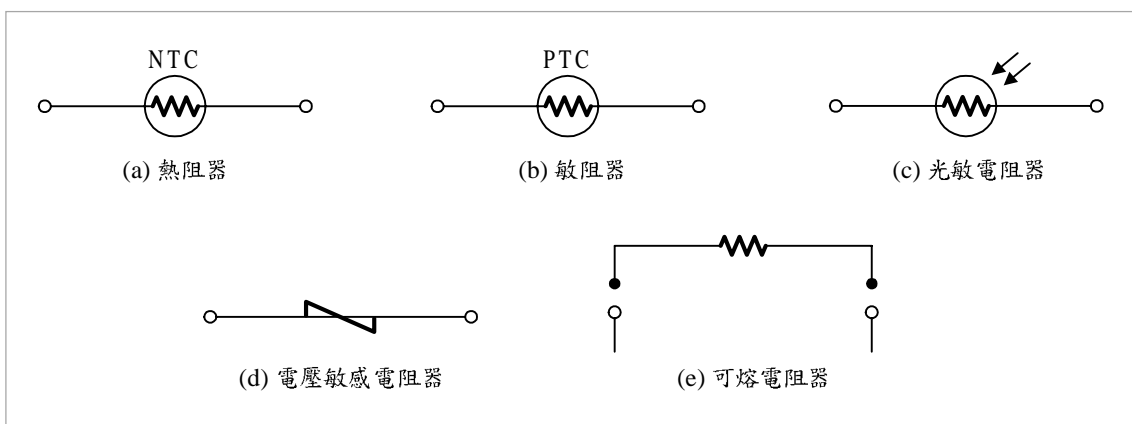 NTC
PTC
(a) 熱阻器
(b) 敏阻器
(c) 光敏電阻器
(d) 電壓敏感電阻器
(e) 可熔電阻器